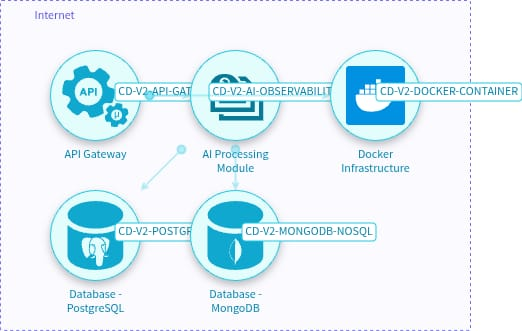 Internet
API
μ
CD-V2-API-GAT
CD-V2-AI-OBSERVABILIT
CD-V2-DOCKER-CONTAINER
API Gateway
AI Processing
Module
Docker
Infrastructure
CD-V2-POSTGR
CD-V2-MONGODB-NOSQL
Database -
PostgreSQL
Database -
MongoDB